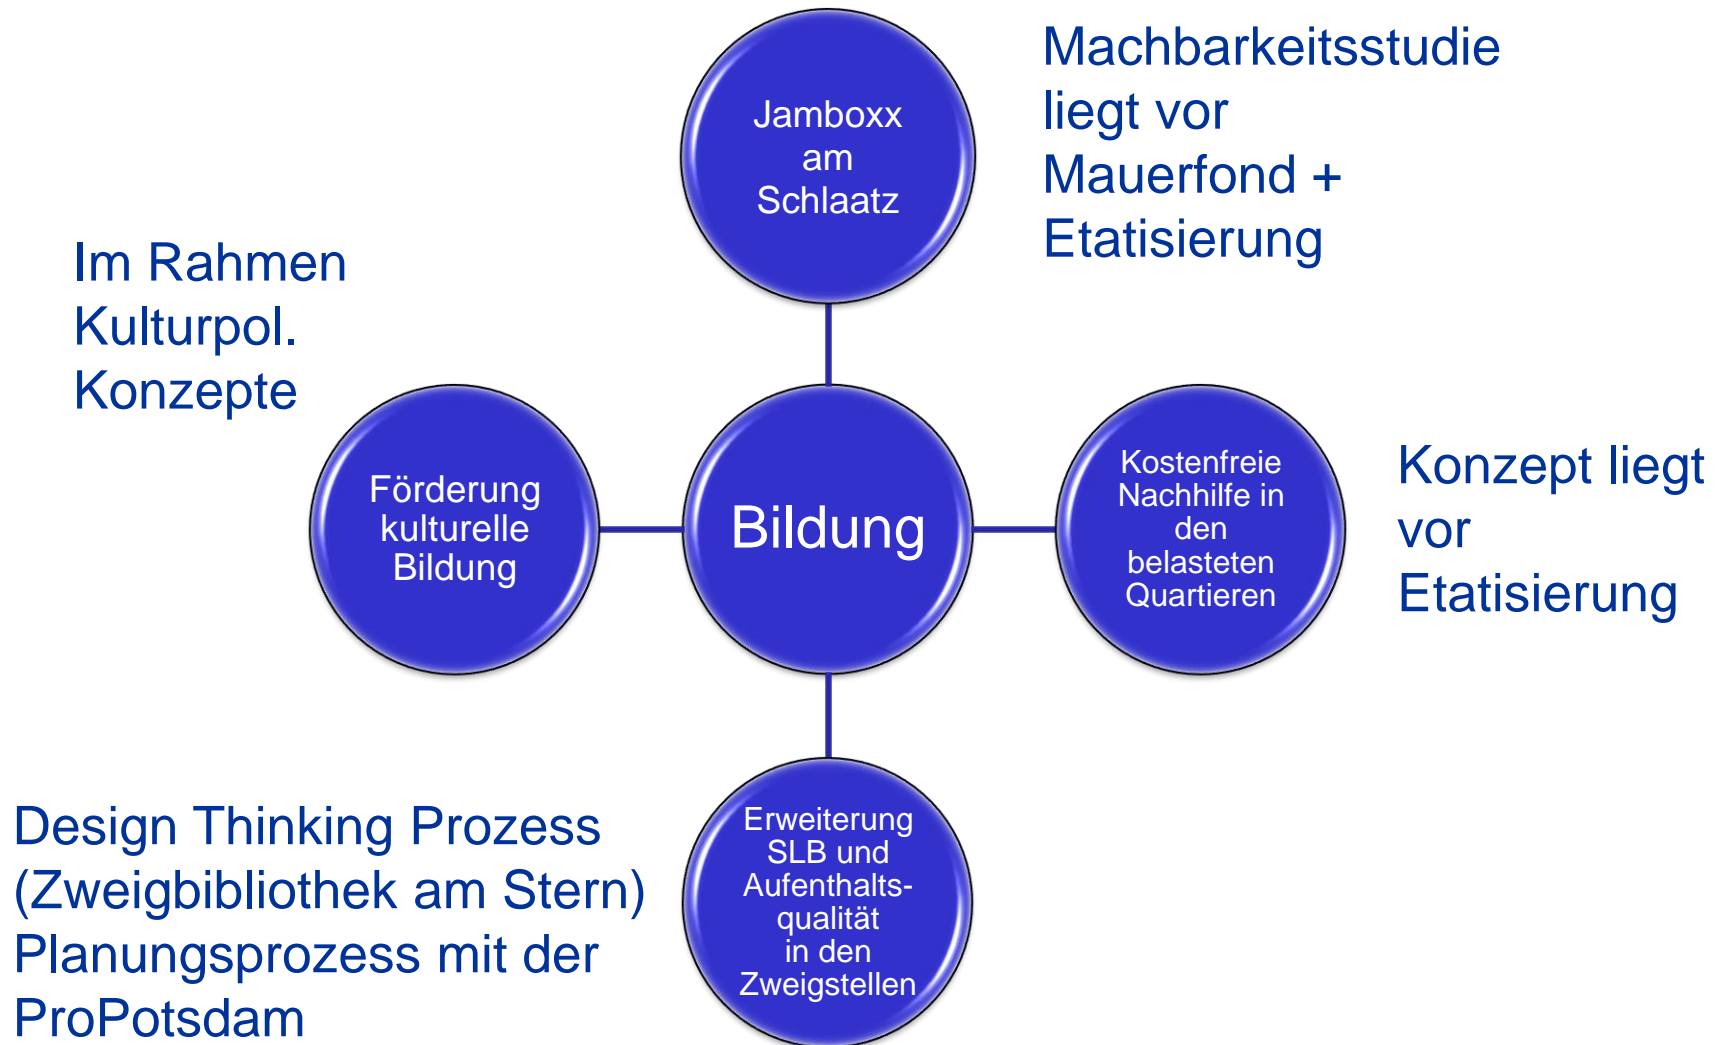 Jamboxx
am
Schlaatz
Machbarkeitsstudie
liegt vor
Mauerfond +
Etatisierung
Im Rahmen
Kulturpol.
Konzepte
Förderung
kulturelle
Bildung
Bildung
Kostenfreie
Nachhilfe in
den
belasteten
Quartieren
Konzept liegt
vor
Etatisierung
Design Thinking Prozess
(Zweigbibliothek am Stern)
Planungsprozess mit der
ProPotsdam
Erweiterung
SLB und
Aufenthalts-
qualität
in den
Zweigstellen